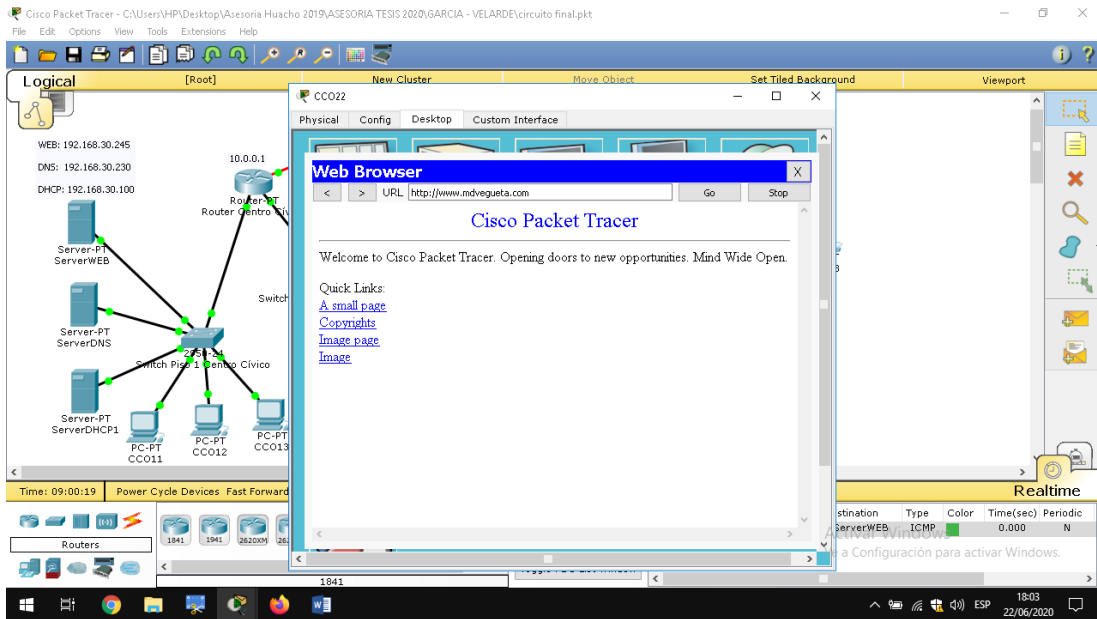 Cisco Packet Tracer - C:\Users\HP\Desktop\Asesoria Huacho 2019\ASESORIA TESIS 2020\GARCIA - VELARDE\circuito final.pkt
File Edit Options View Tools Extensions Help
Logical [Root] New Cluster Move Object Set Tiled Background Viewport
CCO22
Physical Config Desktop Custom Interface
Web Browser X
< > URL http://www.mdvegueta.com Go Stop
Cisco Packet Tracer
Welcome to Cisco Packet Tracer. Opening doors to new opportunities. Mind Wide Open.
Quick Links:
A small page
Copyrights
Image page
Image
WEB: 192.168.30.245
DNS: 192.168.30.230
DHCP: 192.168.30.100
10.0.0.1
Router-PT
Router Centro Cív
Server-PT
ServerWEB
Switch
Server-PT
ServerDNS
2950-24
Switch Piso 1 Centro Cívico
Server-PT
ServerDHCP1
PC-PT
CCO11
PC-PT
CCO12
PC-PT
CCO13
Time: 09:00:19 Power Cycle Devices Fast Forward
Realtime
Routers
1841 1941 2620XM 26
1841
stination Type Color Time(sec) Periodic
ServerWEB ICMP 0.000 N
Activar Windows
Ve a Configuración para activar Windows.
ESP
18:03
22/06/2020